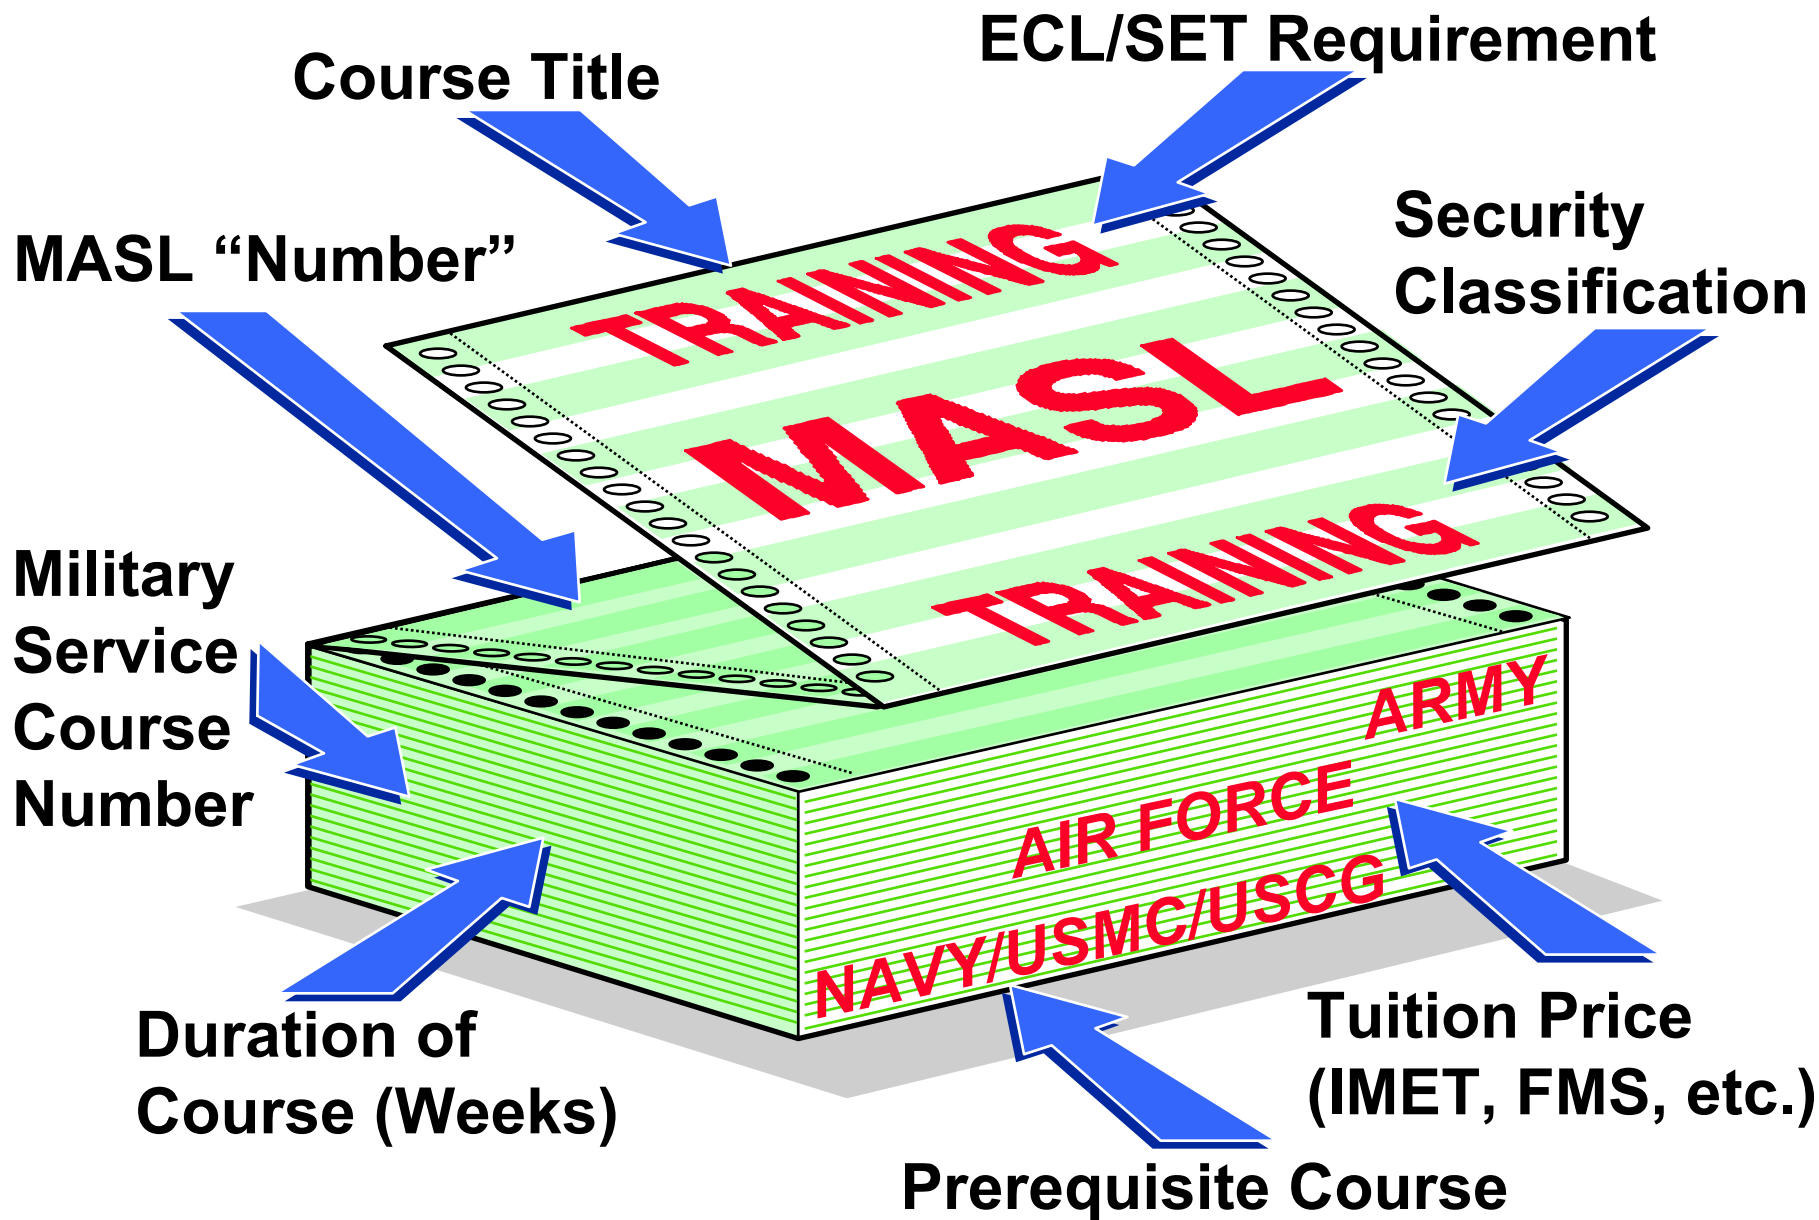 ECL/SET Requirement
Course Title
Security
Classification
MASL “Number”
TRAINING
MASL
TRAINING
Military
Service
Course
Number
ARMY
AIR FORCE
NAVY/USMC/USCG
Duration of
Course (Weeks)
Tuition Price
(IMET, FMS, etc.)
Prerequisite Course